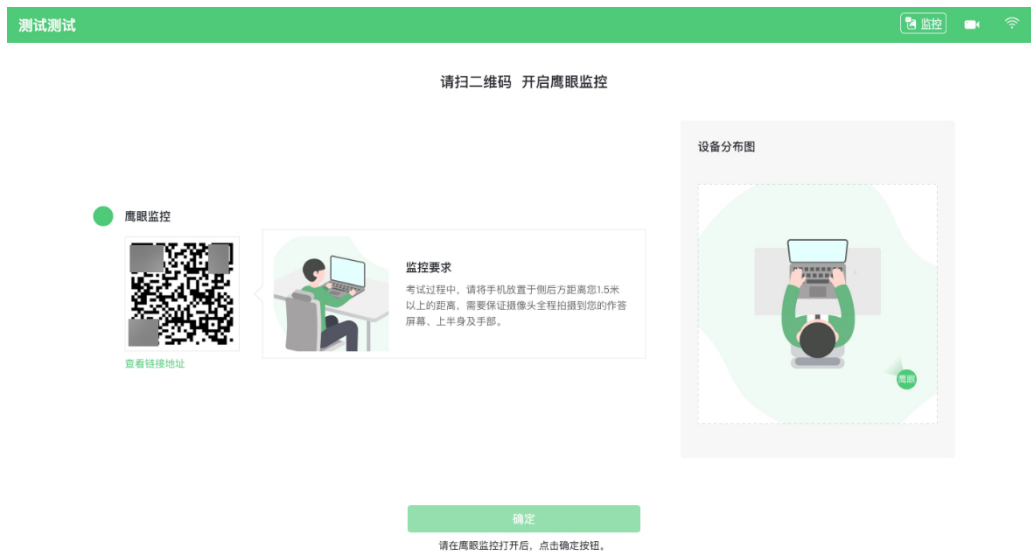 测试测试
监控
请扫二维码 开启鹰眼监控
设备分布图
鹰眼监控
监控要求
考试过程中，请将手机放置于侧后方距离您1.5米
以上的距离，需要保证摄像头全程拍摄到您的作答
屏幕、上半身及手部。
查看链接地址
鹰眼
确定
请在鹰眼监控打开后，点击确定按钮。